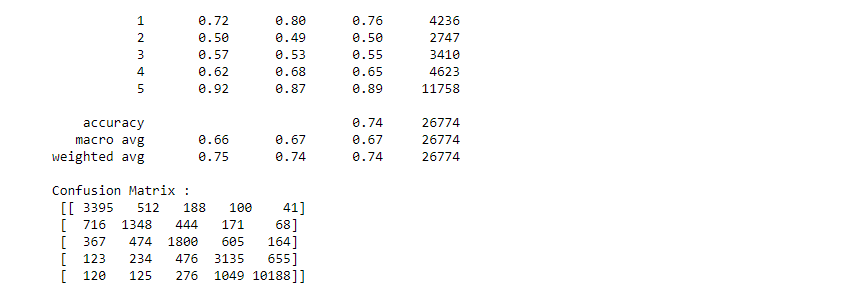 1 0.72 0.80 0.76 4236
2 0.50 0.49 0.50 2747
3 0.57 0.53 0.55 3410
4 0.62 0.68 0.65 4623
5 0.92 0.87 0.89 11758
accuracy 0.74 26774
macro avg 0.66 0.67 0.67 26774
weighted avg 0.75 0.74 0.74 26774
Confusion Matrix :
[[ 3395 512 188 100 41]
[ 716 1348 444 171 68]
[ 367 474 1800 605 164]
[ 123 234 476 3135 655]
[ 120 125 276 1049 10188]]